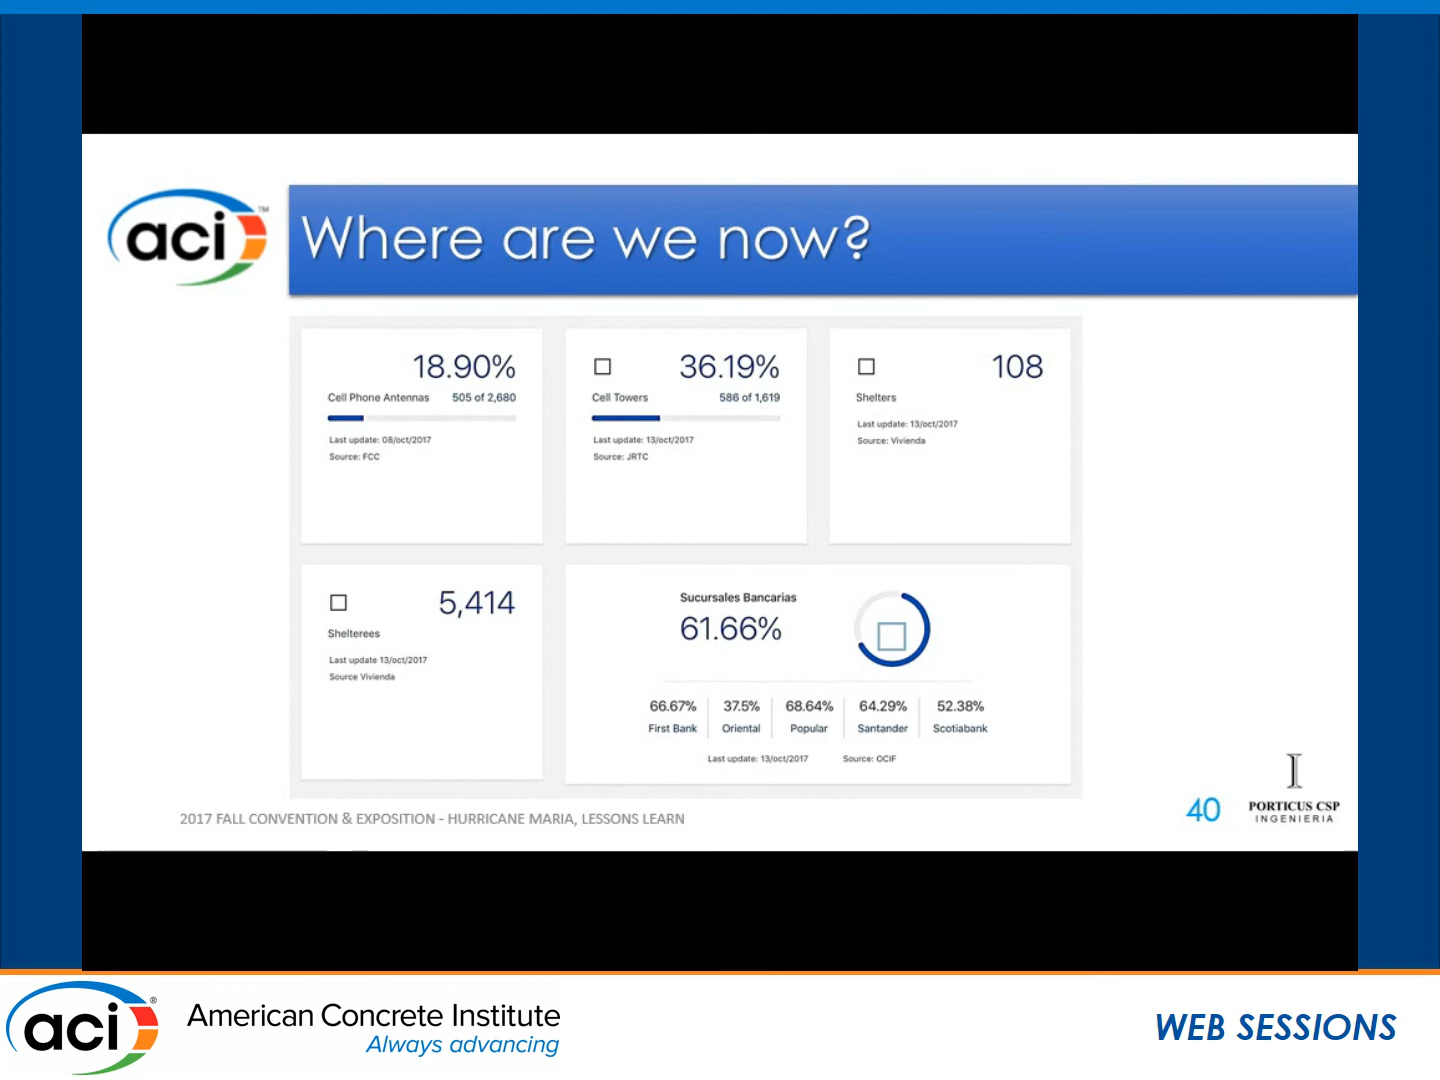 aci™
Where are we now?
18.90%
Cell Phone Antennas 505 of 2,680
Last update: 08/oct/2017
Source: FCC
36.19%
Cell Towers 586 of 1,619
Last update: 13/oct/2017
Source: JRTC
108
Shelters
Last update: 13/oct/2017
Source: Vivienda
5,414
Shelterees
Last update 13/oct/2017
Source Vivienda
Sucursales Bancarias
61.66%
66.67% 37.5% 68.64% 64.29% 52.38%
First Bank Oriental Popular Santander Scotiabank
Last update: 13/oct/2017 Source: OCIF
2017 FALL CONVENTION & EXPOSITION - HURRICANE MARIA, LESSONS LEARN
40
PORTICUS CSP
INGENIERIA
aci®
American Concrete Institute
Always advancing
WEB SESSIONS